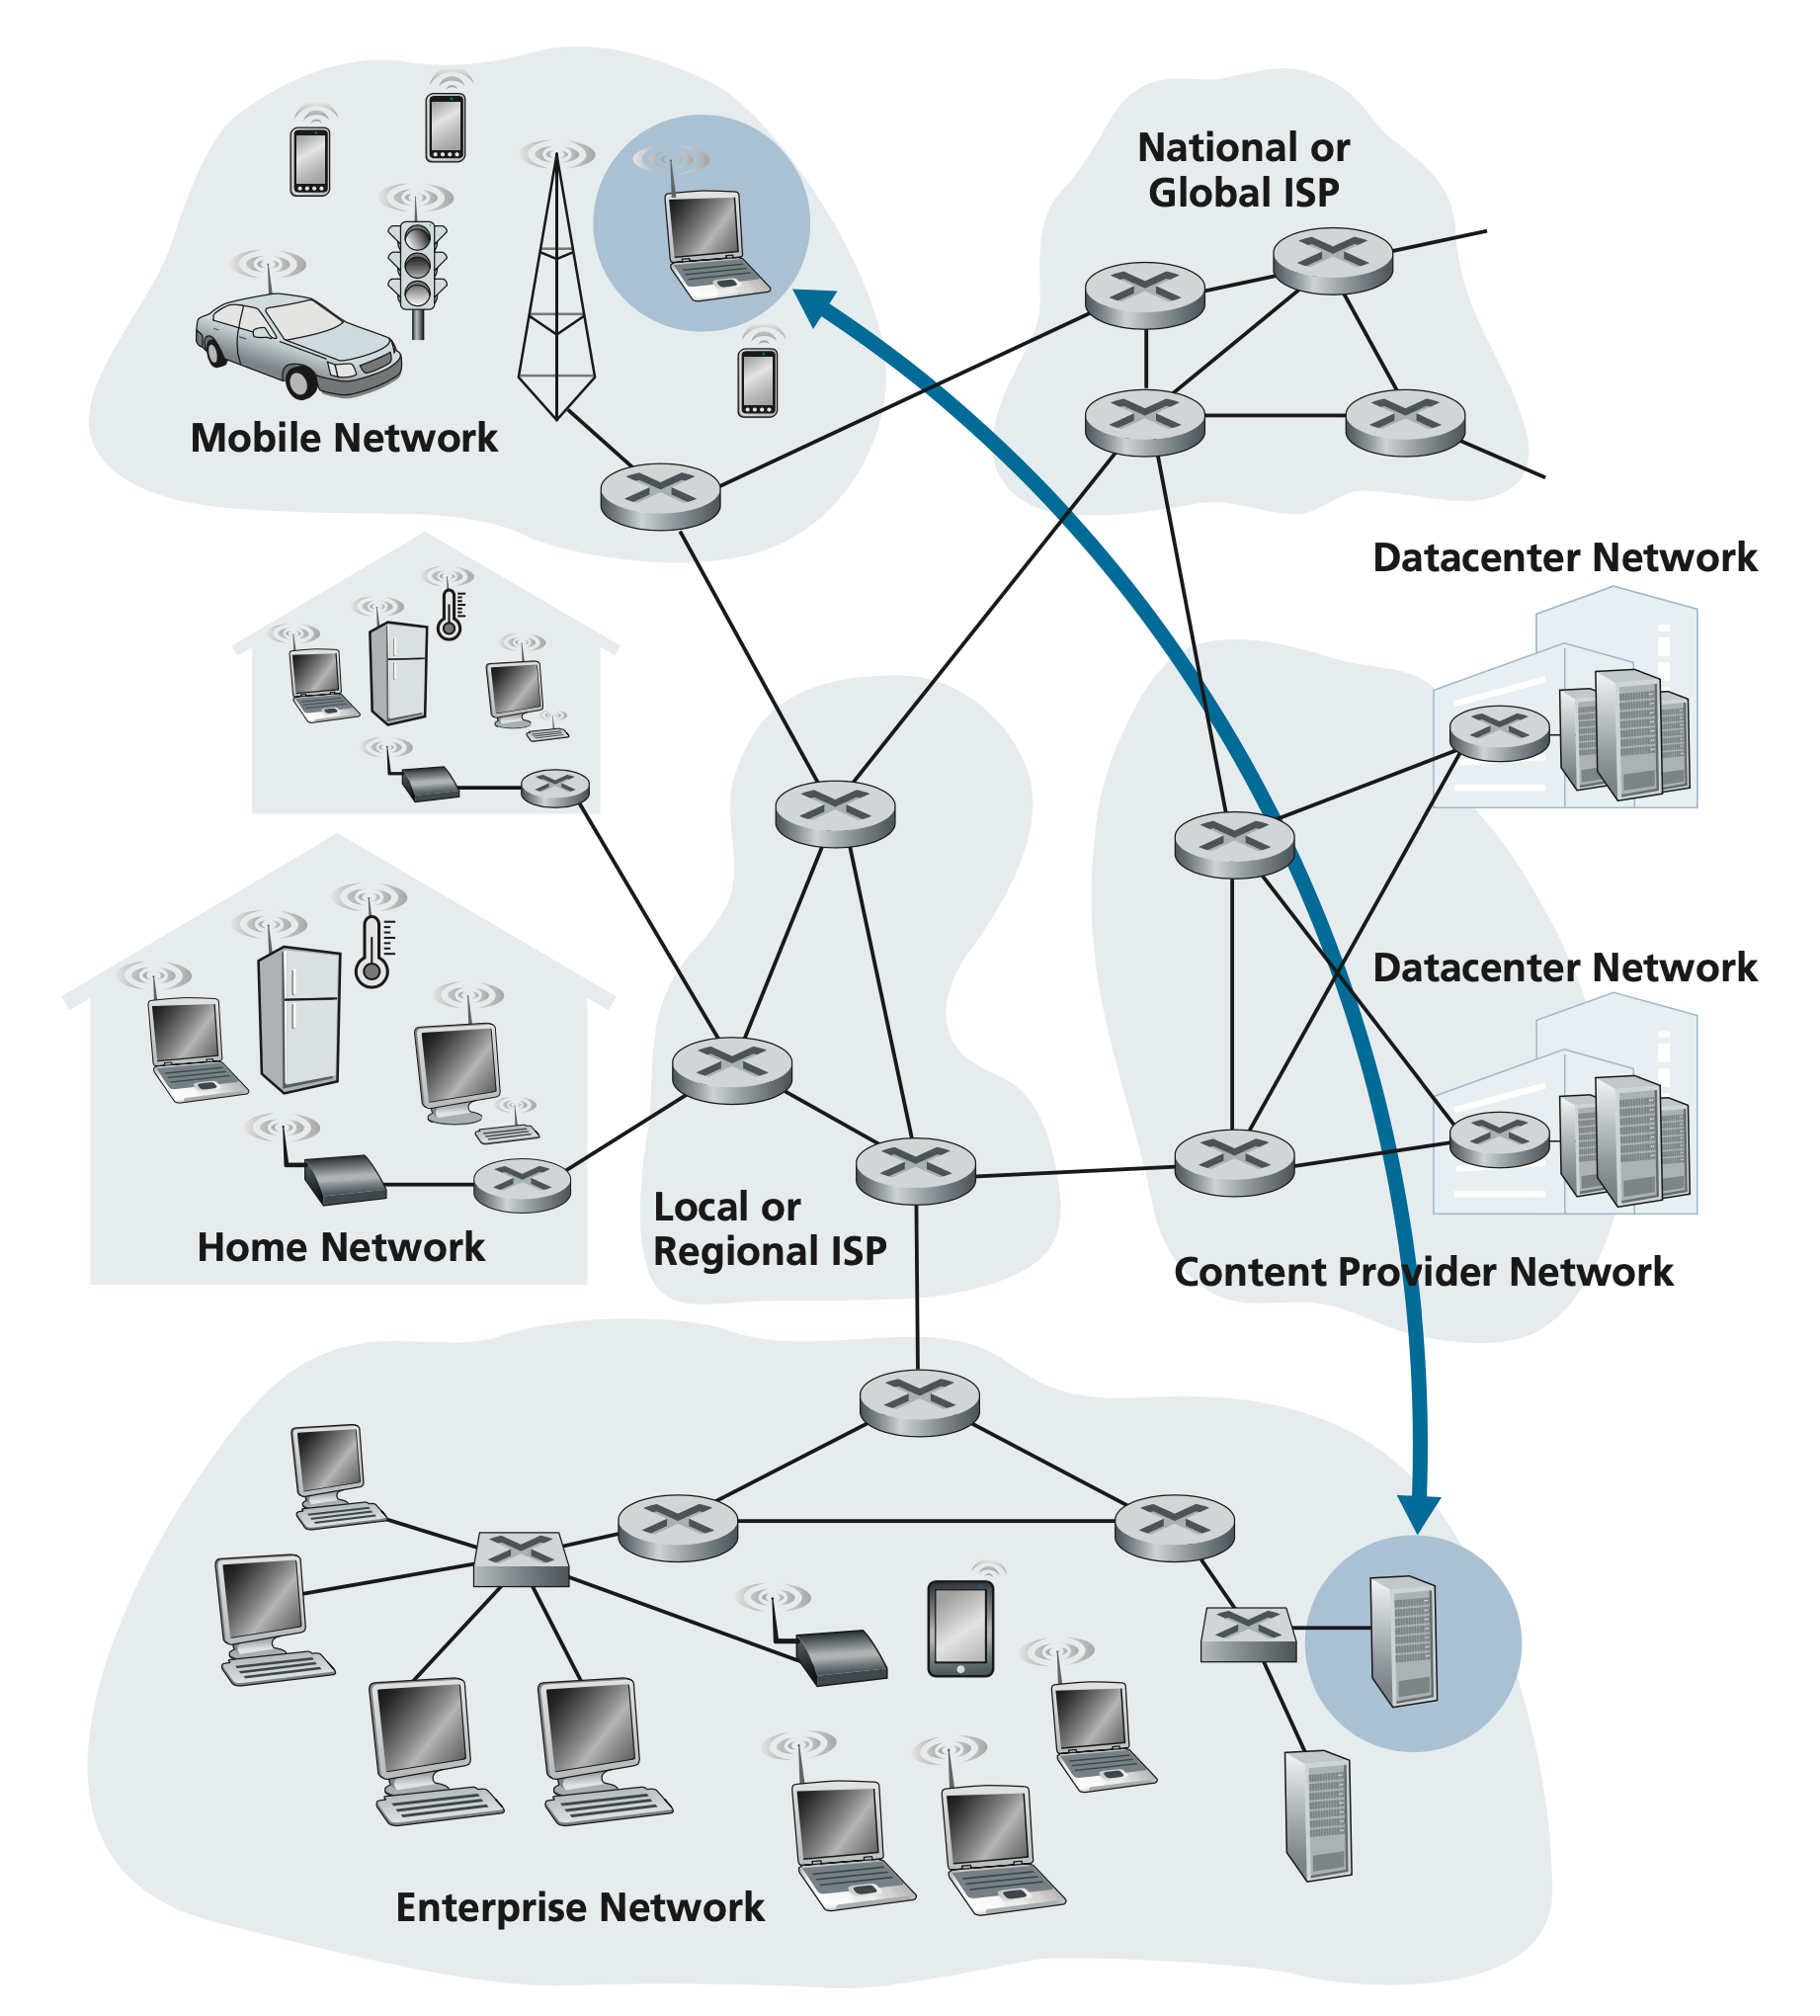 National or
Global ISP
Mobile Network
Datacenter Network
Datacenter Network
Home Network
Local or
Regional ISP
Content Provider Network
Enterprise Network